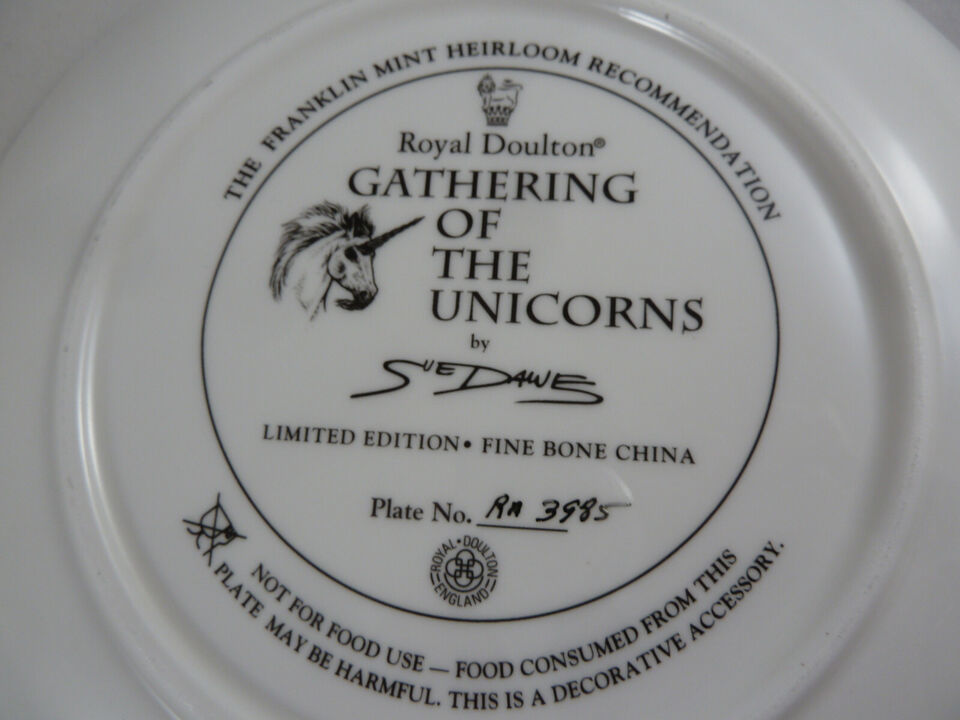 THE FRANKLIN MINT HEIRLOOM RECOMMENDATION
Royal Doulton®
GATHERING
OF
THE
UNICORNS
by
SUE DAWE
LIMITED EDITION • FINE BONE CHINA
Plate No. RA 3985
ROYAL • DOULTON
ENGLAND
NOT FOR FOOD USE — FOOD CONSUMED FROM THIS
PLATE MAY BE HARMFUL. THIS IS A DECORATIVE ACCESSORY.